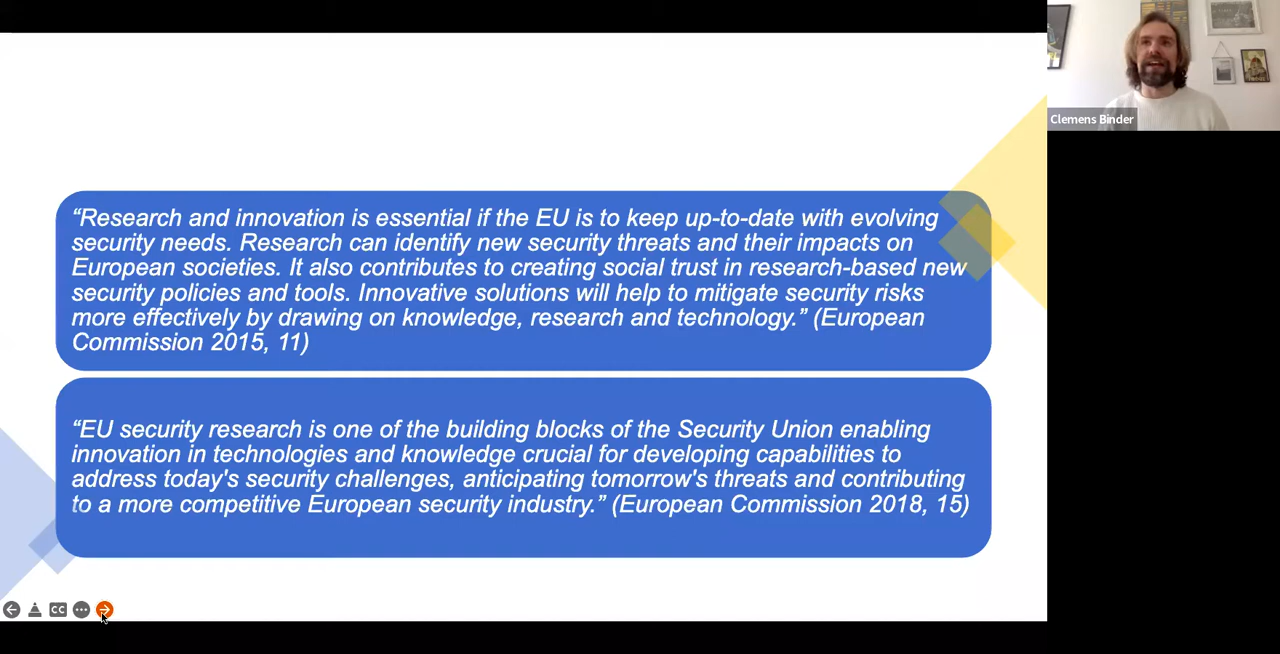 “Research and innovation is essential if the EU is to keep up-to-date with evolving
security needs. Research can identify new security threats and their impacts on
European societies. It also contributes to creating social trust in research-based new
security policies and tools. Innovative solutions will help to mitigate security risks
more effectively by drawing on knowledge, research and technology.” (European
Commission 2015, 11)
“EU security research is one of the building blocks of the Security Union enabling
innovation in technologies and knowledge crucial for developing capabilities to
address today's security challenges, anticipating tomorrow's threats and contributing
to a more competitive European security industry.” (European Commission 2018, 15)
Clemens Binder
CC